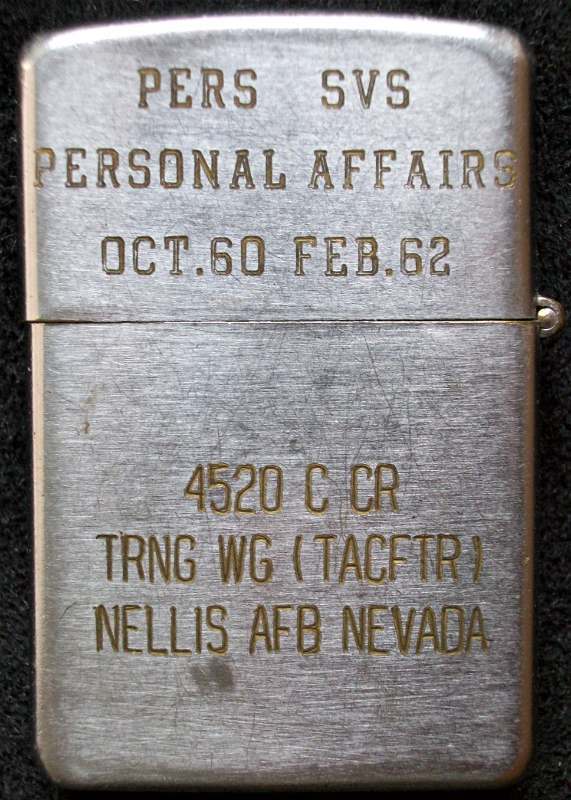 PERS SVS
PERSONAL AFFAIRS
OCT.60 FEB.62
4520 C CR
TRNG WG (TACFTR)
NELLIS AFB NEVADA